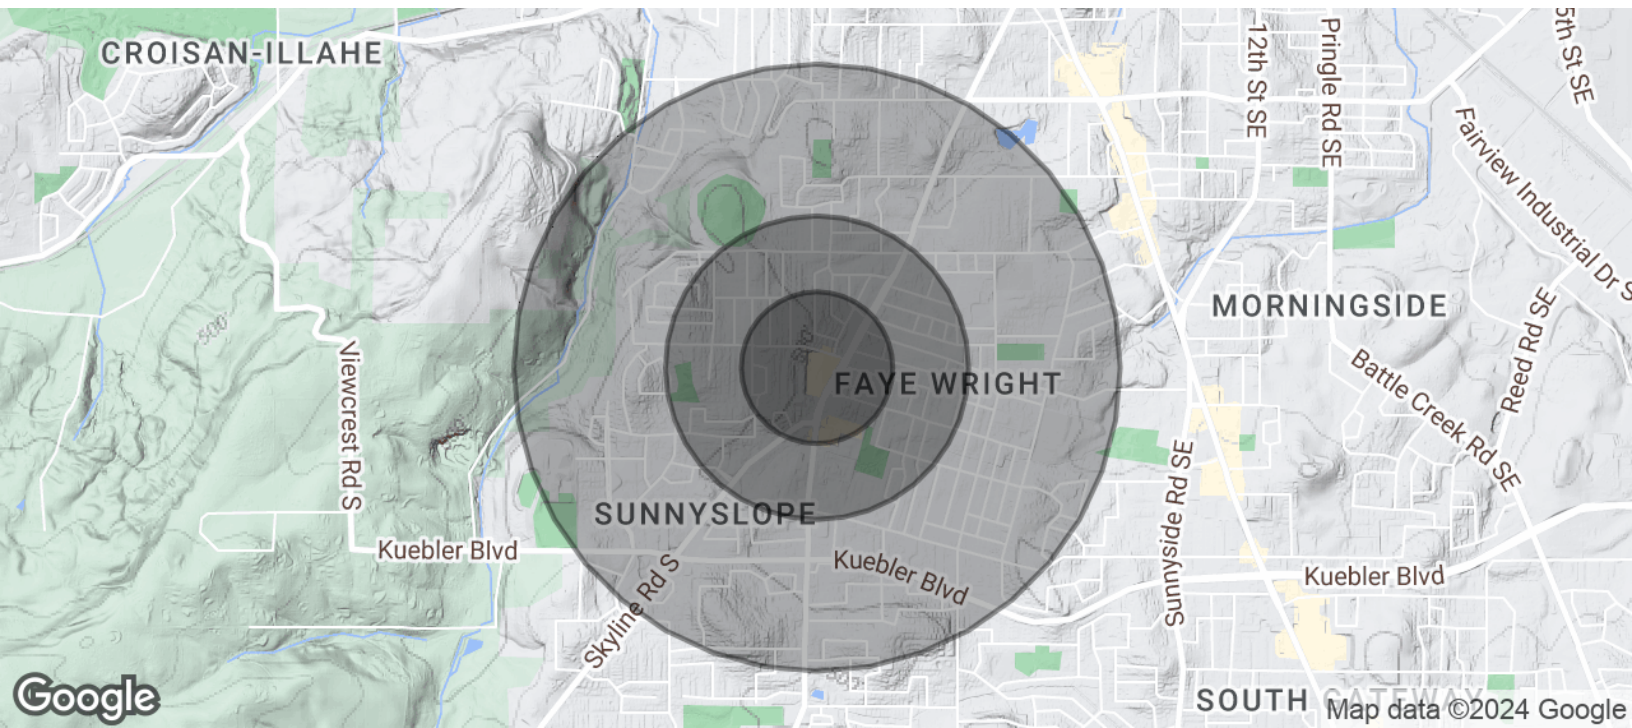 CROISAN-ILLAHE
12th St SE
Pringle Rd SE
5th St SE
Fairview Industrial Dr S
MORNINGSIDE
500
Viewcrest Rd S
FAYE WRIGHT
Reed Rd SE
Battle Creek Rd SE
SUNNYSLOPE
Sunnyside Rd SE
Kuebler Blvd
Kuebler Blvd
Kuebler Blvd
Skyline Rd S
SOUTH GATEWAY
Google
Map data ©2024 Google